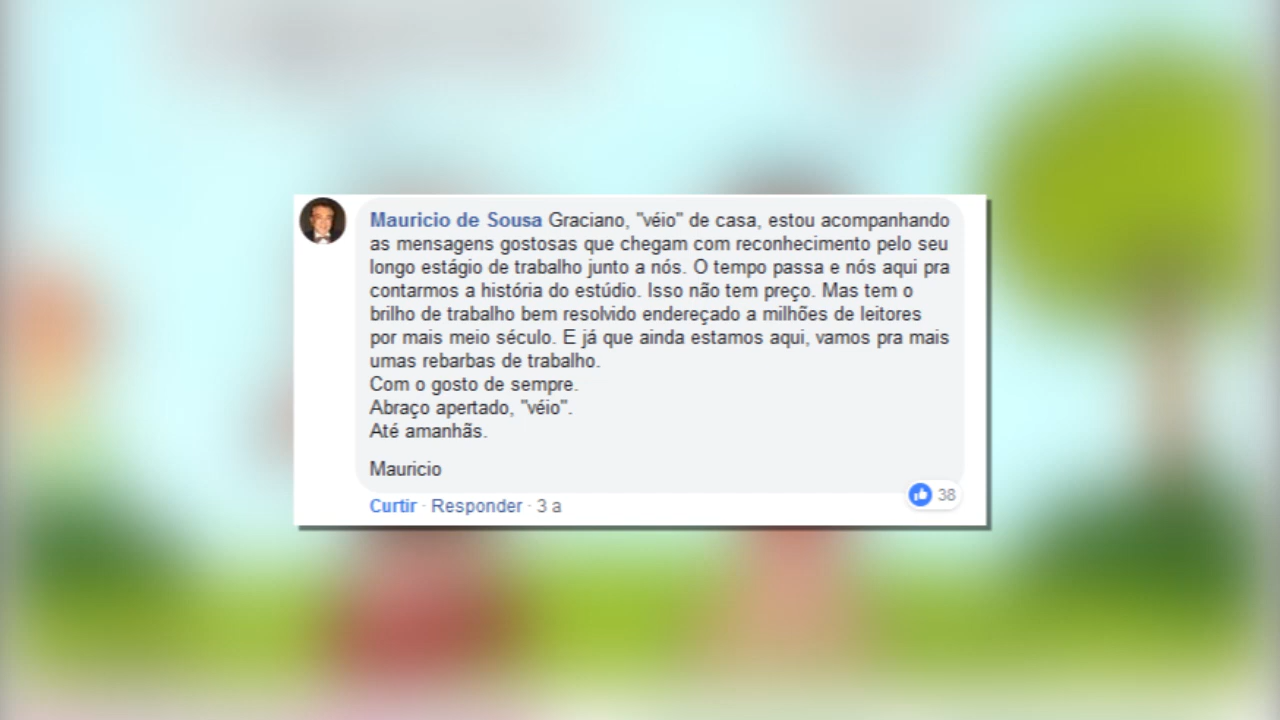 Mauricio de Sousa Graciano, "véio" de casa, estou acompanhando
as mensagens gostosas que chegam com reconhecimento pelo seu
longo estágio de trabalho junto a nós. O tempo passa e nós aqui pra
contarmos a história do estúdio. Isso não tem preço. Mas tem o
brilho de trabalho bem resolvido endereçado a milhões de leitores
por mais meio século. E já que ainda estamos aqui, vamos pra mais
umas rebarbas de trabalho.
Com o gosto de sempre.
Abraço apertado, "véio".
Até amanhãs.
Mauricio
38
Curtir · Responder · 3 a